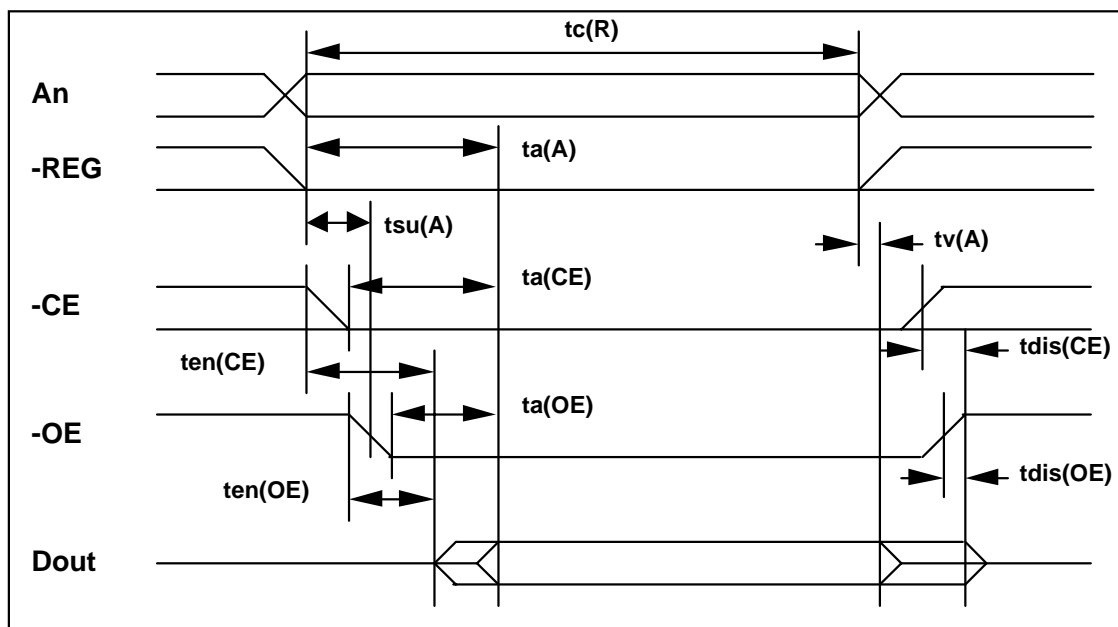 tc(R)
An
ta(A)
-REG
tsu(A)
tv(A)
ta(CE)
-CE
ten(CE)
tdis(CE)
ta(OE)
-OE
ten(OE)
tdis(OE)
Dout